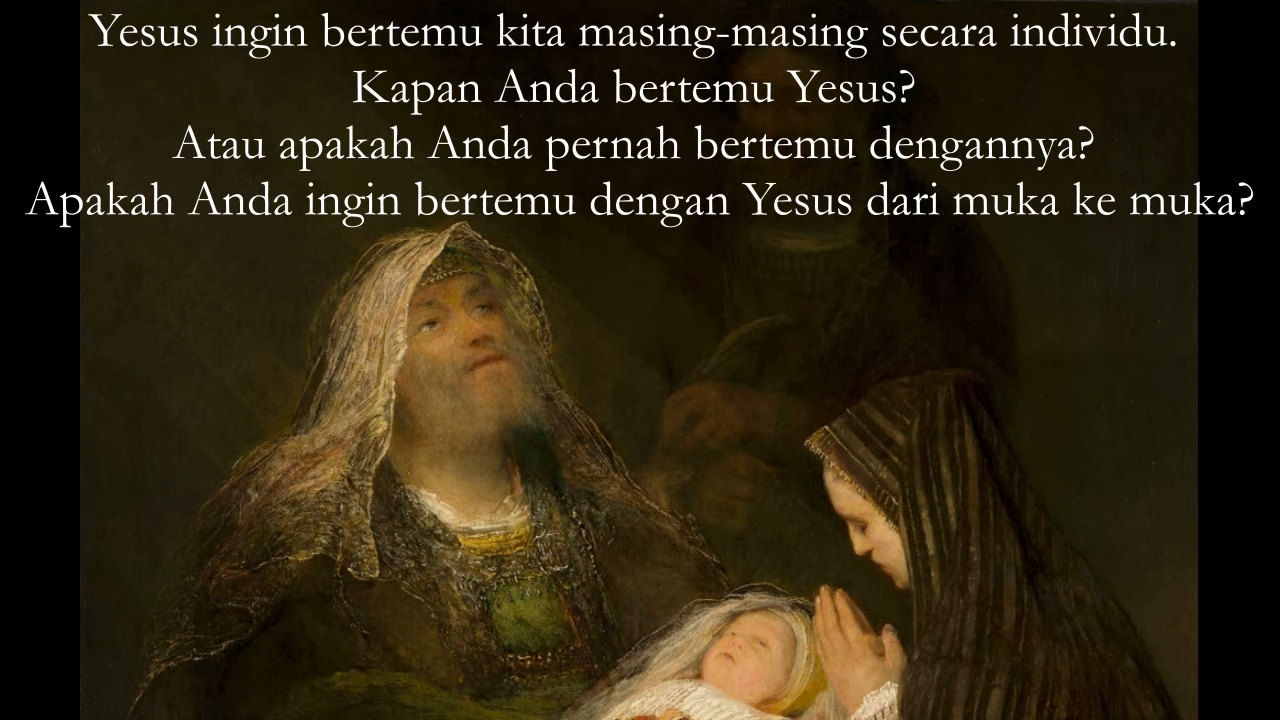 Yesus ingin bertemu kita masing-masing secara individu.
Kapan Anda bertemu Yesus?
Atau apakah Anda pernah bertemu dengannya?
Apakah Anda ingin bertemu dengan Yesus dari muka ke muka?